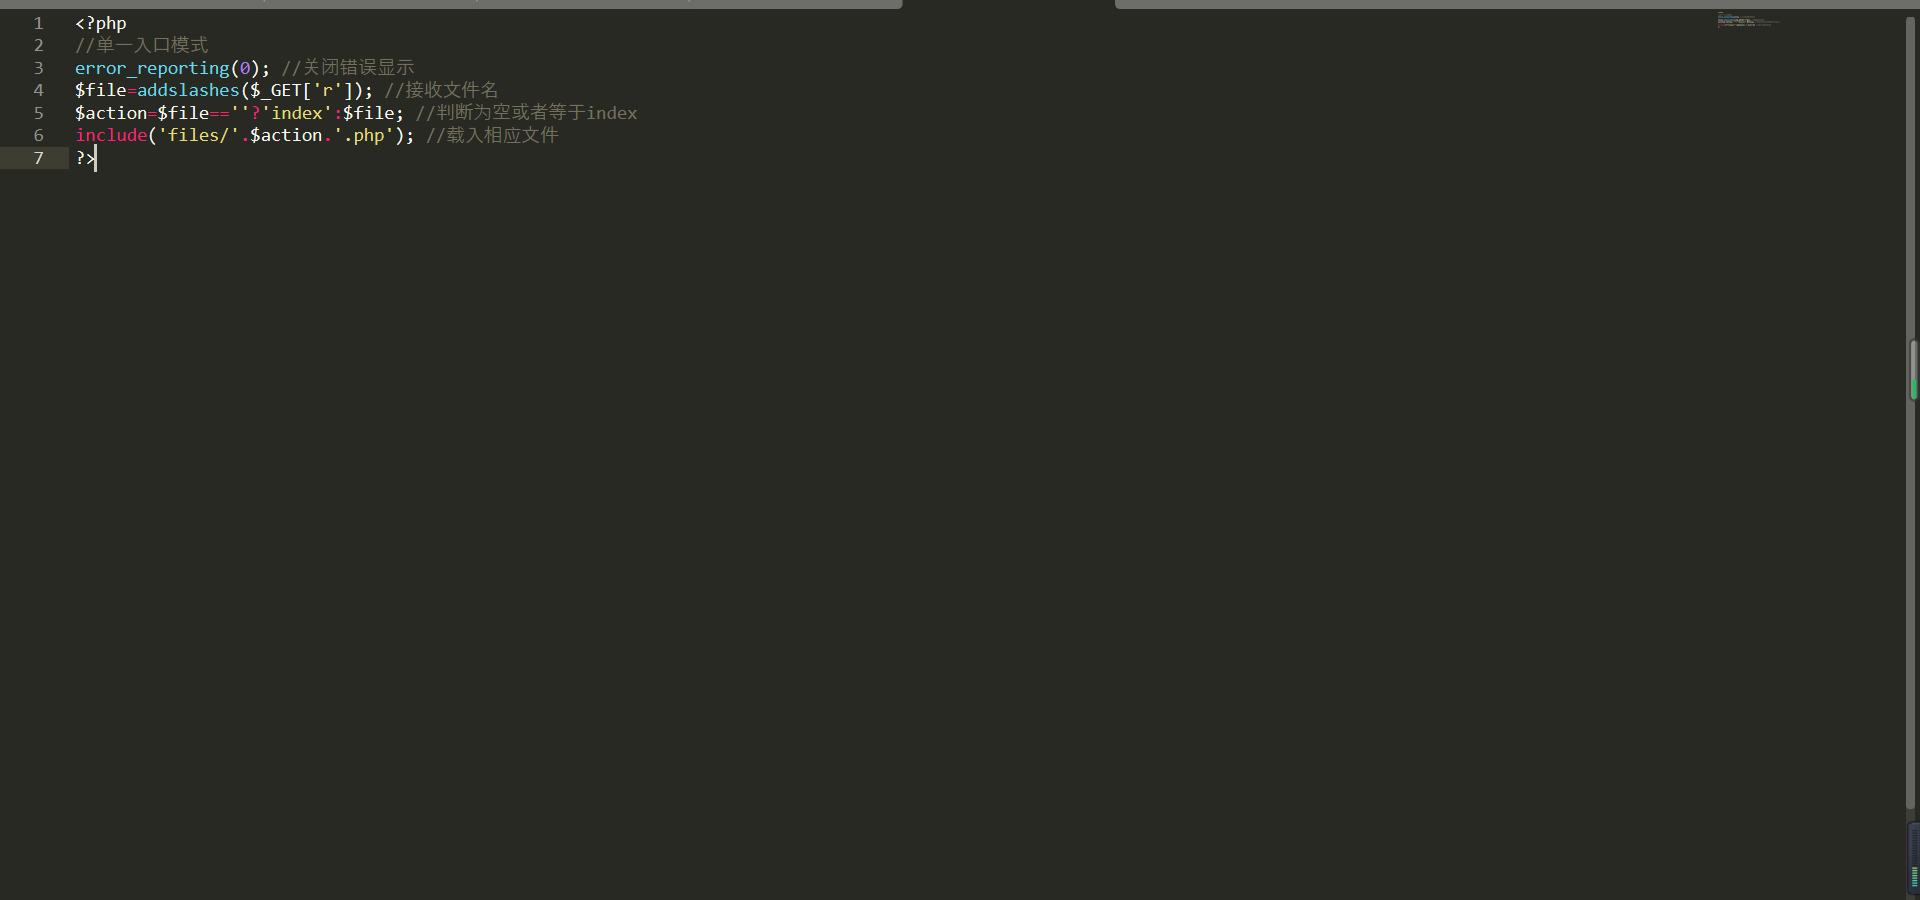 1 <?php
2 //单一入口模式
3 error_reporting(0); //关闭错误显示
4 $file=addslashes($_GET['r']); //接收文件名
5 $action=$file==''?'index':$file; //判断为空或者等于index
6 include('files/'.$action.'.php'); //载入相应文件
7 ?>